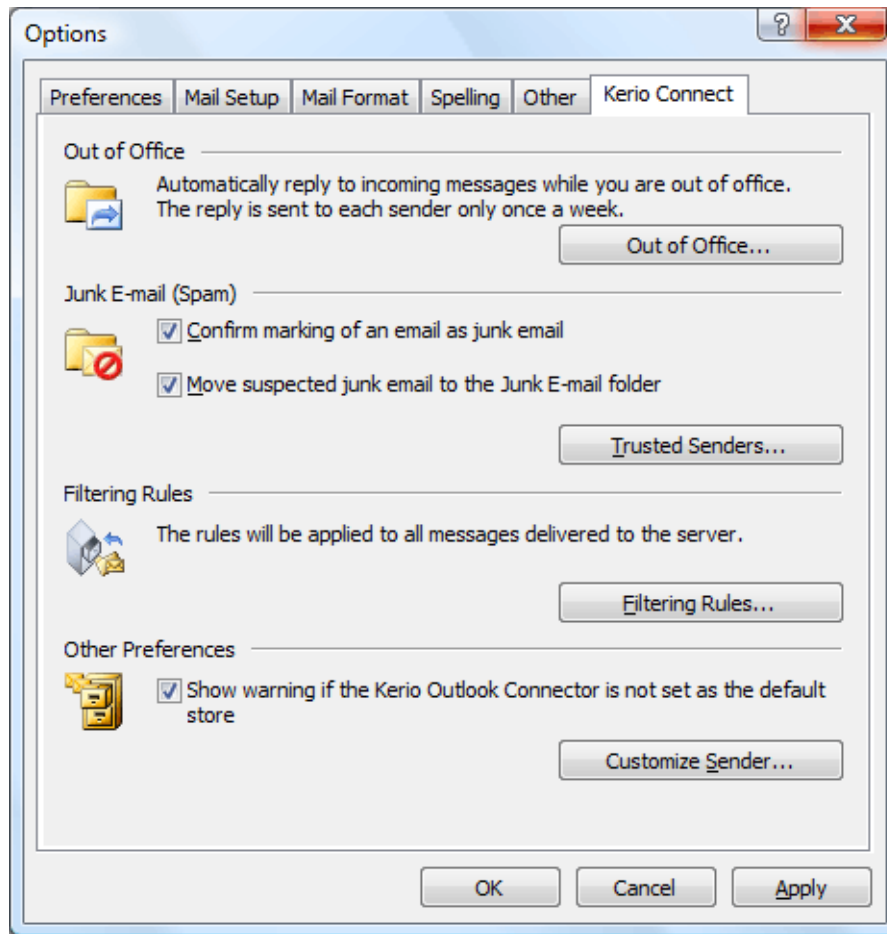 Options
Preferences
Mail Setup
Mail Format
Spelling
Other
Kerio Connect
Out of Office
Automatically reply to incoming messages while you are out of office.
The reply is sent to each sender only once a week.
Out of Office...
Junk E-mail (Spam)
Confirm marking of an email as junk email
Move suspected junk email to the Junk E-mail folder
Trusted Senders...
Filtering Rules
The rules will be applied to all messages delivered to the server.
Filtering Rules...
Other Preferences
Show warning if the Kerio Outlook Connector is not set as the default
store
Customize Sender...
OK
Cancel
Apply